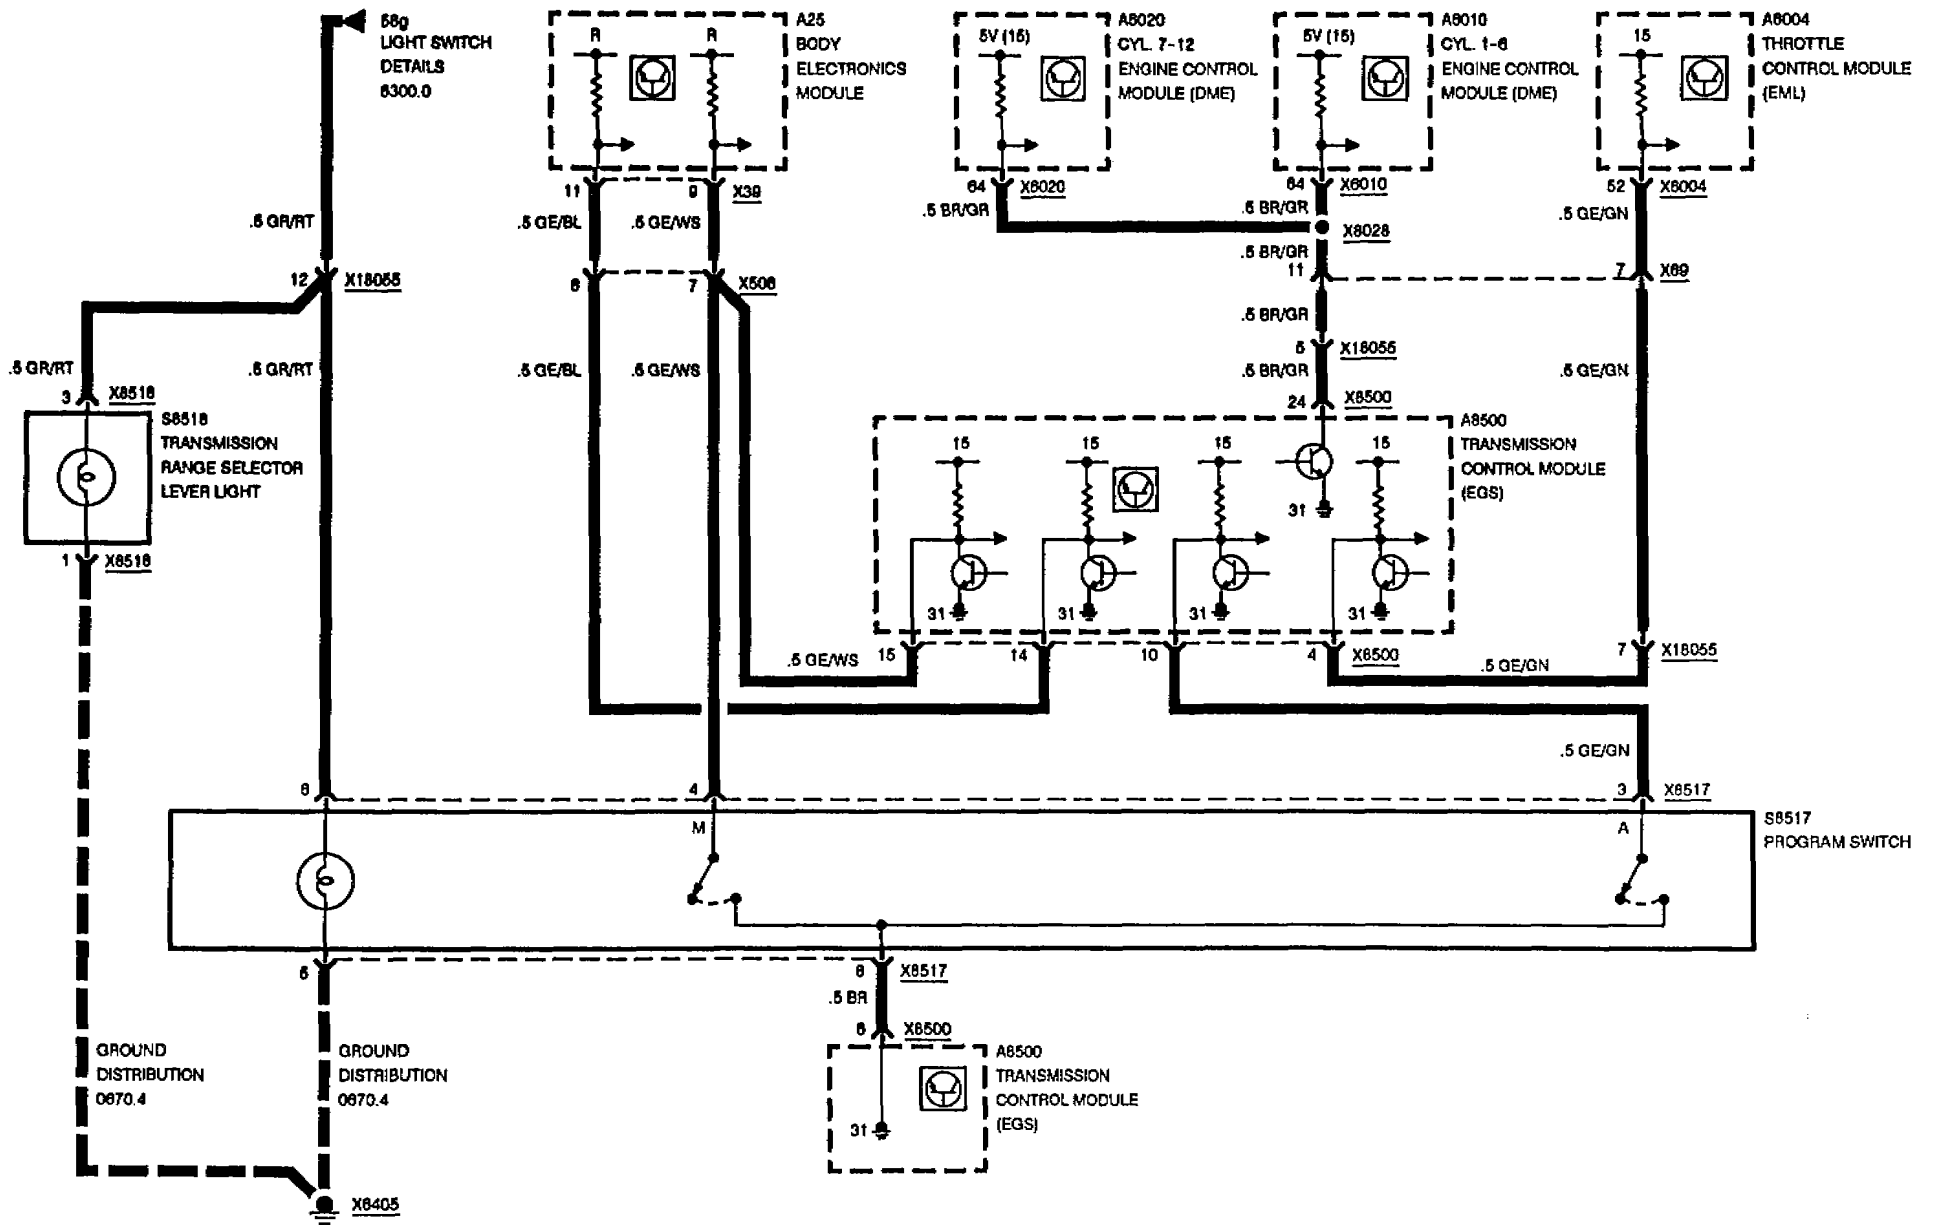 58g
LIGHT SWITCH
DETAILS
6300.0
A25
BODY
ELECTRONICS
MODULE
R
R
A8020
CYL. 7-12
ENGINE CONTROL
MODULE (DME)
5V (15)
A6010
CYL. 1-6
ENGINE CONTROL
MODULE (DME)
5V (15)
A6004
THROTTLE
CONTROL MODULE
(EML)
15
11
9
X39
64
X6020
64
X6010
52
X6004
.5 GR/RT
.5 GE/BL
.5 GE/WS
.5 BR/GR
.5 BR/GR
.5 GE/GN
X6028
.5 BR/GR
12
X18055
6
7
X506
11
7
X69
.5 BR/GR
5
X18055
.5 GR/RT
.5 GR/RT
.5 GE/BL
.5 GE/WS
.5 BR/GR
.5 GE/GN
3
X8518
24
X8500
S8518
TRANSMISSION
RANGE SELECTOR
LEVER LIGHT
A8500
TRANSMISSION
CONTROL MODULE
(EGS)
15
15
15
15
31
1
X8518
31
31
31
31
15
14
10
4
X8500
7
X18055
.5 GE/WS
.5 GE/GN
.5 GE/GN
6
4
3
X8517
S8517
PROGRAM SWITCH
M
A
5
8
X8517
.5 BR
6
X8500
A8500
TRANSMISSION
CONTROL MODULE
(EGS)
31
GROUND
DISTRIBUTION
0670.4
GROUND
DISTRIBUTION
0670.4
X6405